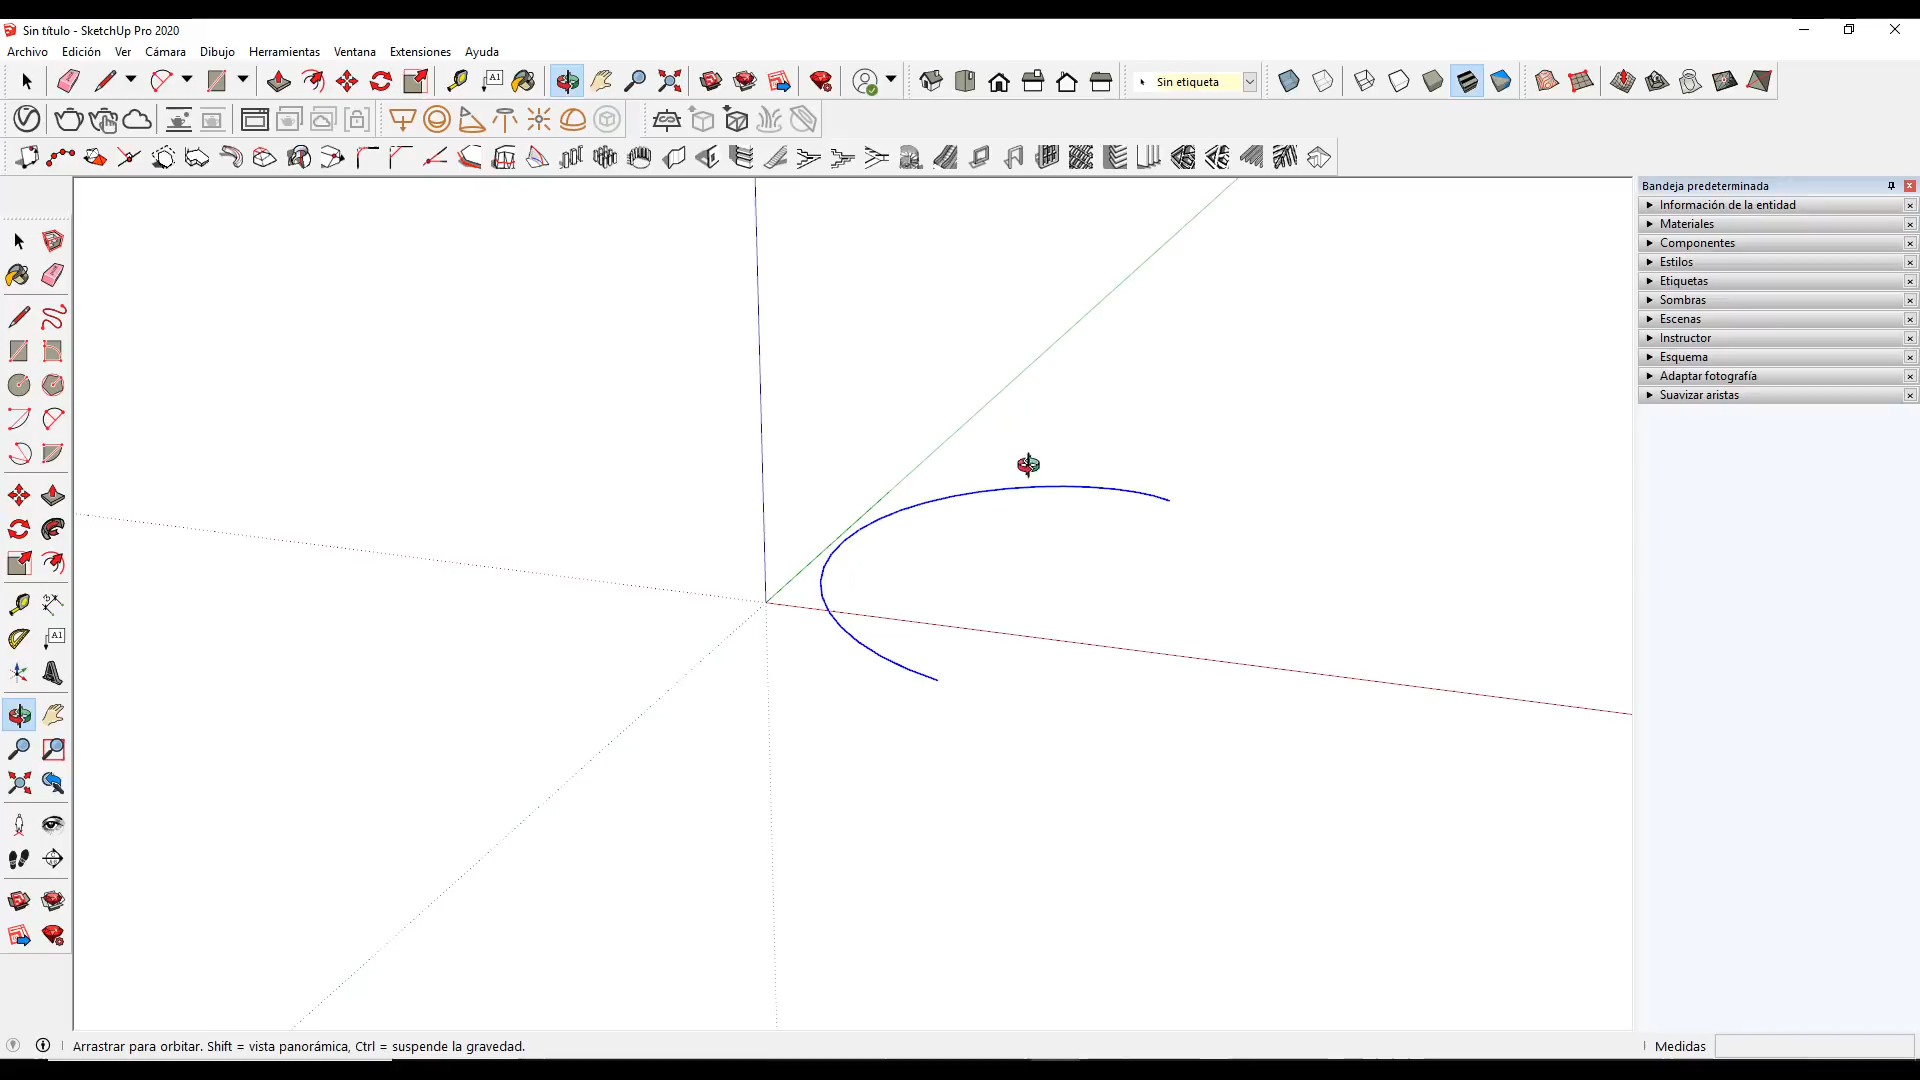 Sin título - SketchUp Pro 2020
Archivo Edición Ver Cámara Dibujo Herramientas Ventana Extensiones Ayuda
A1
Sin etiqueta
Bandeja predeterminada
Información de la entidad
Materiales
Componentes
Estilos
Etiquetas
Sombras
Escenas
Instructor
Esquema
Adaptar fotografía
Suavizar aristas
A1
Arrastrar para orbitar. Shift = vista panorámica, Ctrl = suspende la gravedad.
Medidas